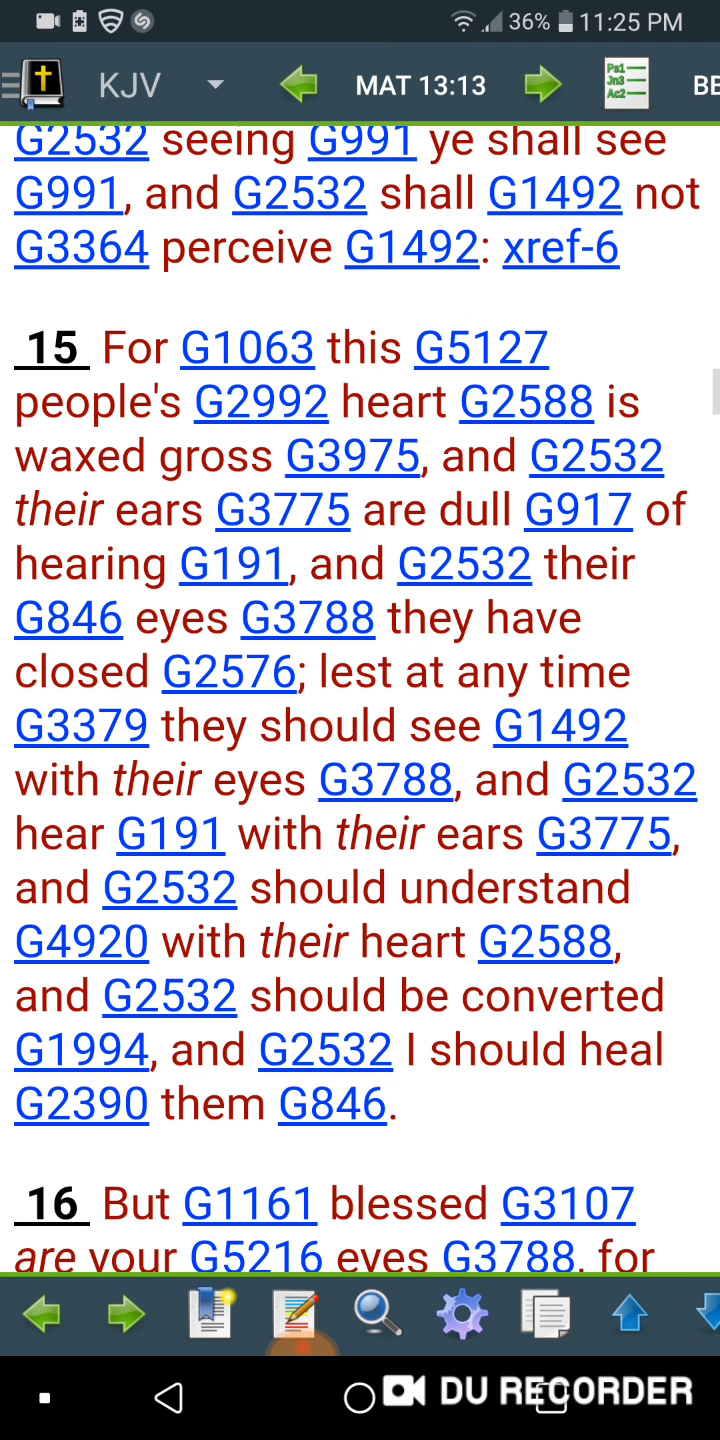 36% 11:25 PM
KJV MAT 13:13 Ps1 Jn3 Ac2 BE
G2532 seeing G991 ye shall see
G991, and G2532 shall G1492 not
G3364 perceive G1492: xref-6
15 For G1063 this G5127
people's G2992 heart G2588 is
waxed gross G3975, and G2532
their ears G3775 are dull G917 of
hearing G191, and G2532 their
G846 eyes G3788 they have
closed G2576; lest at any time
G3379 they should see G1492
with their eyes G3788, and G2532
hear G191 with their ears G3775,
and G2532 should understand
G4920 with their heart G2588,
and G2532 should be converted
G1994, and G2532 I should heal
G2390 them G846.
16 But G1161 blessed G3107
are your G5216 eyes G3788, for
DU RECORDER